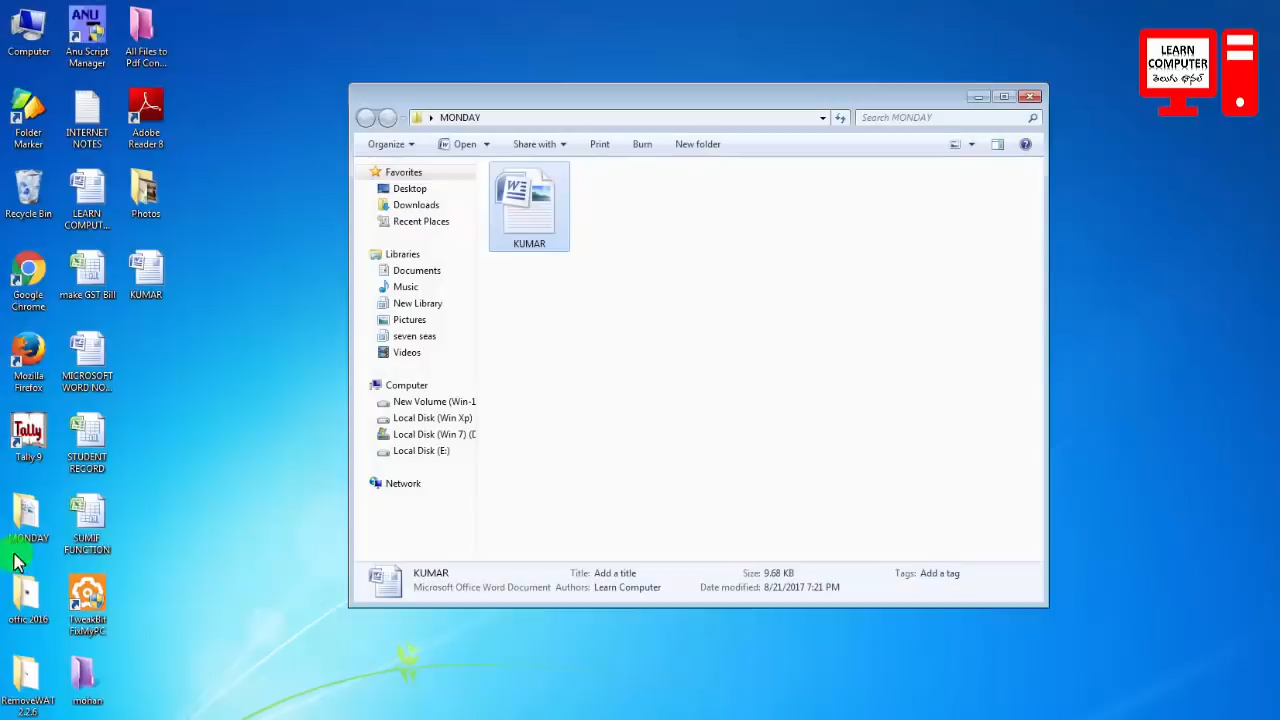 Computer
Anu Script
Manager
All Files to
Pdf Con...
ANU
LEARN
COMPUTER
తెలుగు ఛానల్
Folder
Marker
INTERNET
NOTES
Adobe
Reader 8
Recycle Bin
LEARN
COMPUT...
Photos
Google
Chrome
make GST Bill
KUMAR
Mozilla
Firefox
MICROSOFT
WORD NO...
Tally
Tally 9
STUDENT
RECORD
MONDAY
SUMIF
FUNCTION
offic 2016
TweakBit
FixMyPC
RemoveWAT
2.2.6
mohan
MONDAY
Search MONDAY
Organize
Open
Share with
Print
Burn
New folder
Favorites
Desktop
Downloads
Recent Places
Libraries
Documents
Music
New Library
Pictures
seven seas
Videos
Computer
New Volume (Win-1
Local Disk (Win Xp)
Local Disk (Win 7) (D
Local Disk (E:)
Network
KUMAR
KUMAR
Title: Add a title
Size: 9.68 KB
Tags: Add a tag
Microsoft Office Word Document
Authors: Learn Computer
Date modified: 8/21/2017 7:21 PM